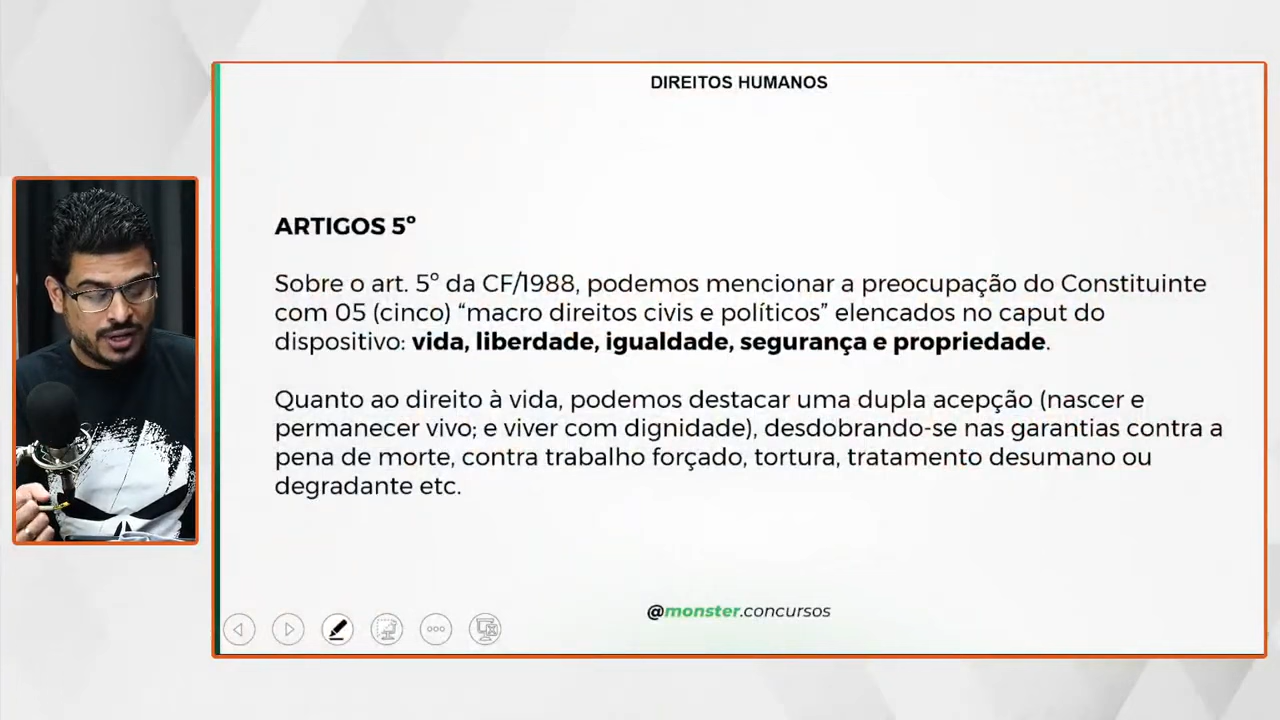 DIREITOS HUMANOS
ARTIGOS 5º
Sobre o art. 5º da CF/1988, podemos mencionar a preocupação do Constituinte
com 05 (cinco) “macro direitos civis e políticos” elencados no caput do
dispositivo: vida, liberdade, igualdade, segurança e propriedade.
Quanto ao direito à vida, podemos destacar uma dupla acepção (nascer e
permanecer vivo; e viver com dignidade), desdobrando-se nas garantias contra a
pena de morte, contra trabalho forçado, tortura, tratamento desumano ou
degradante etc.
@monster.concursos